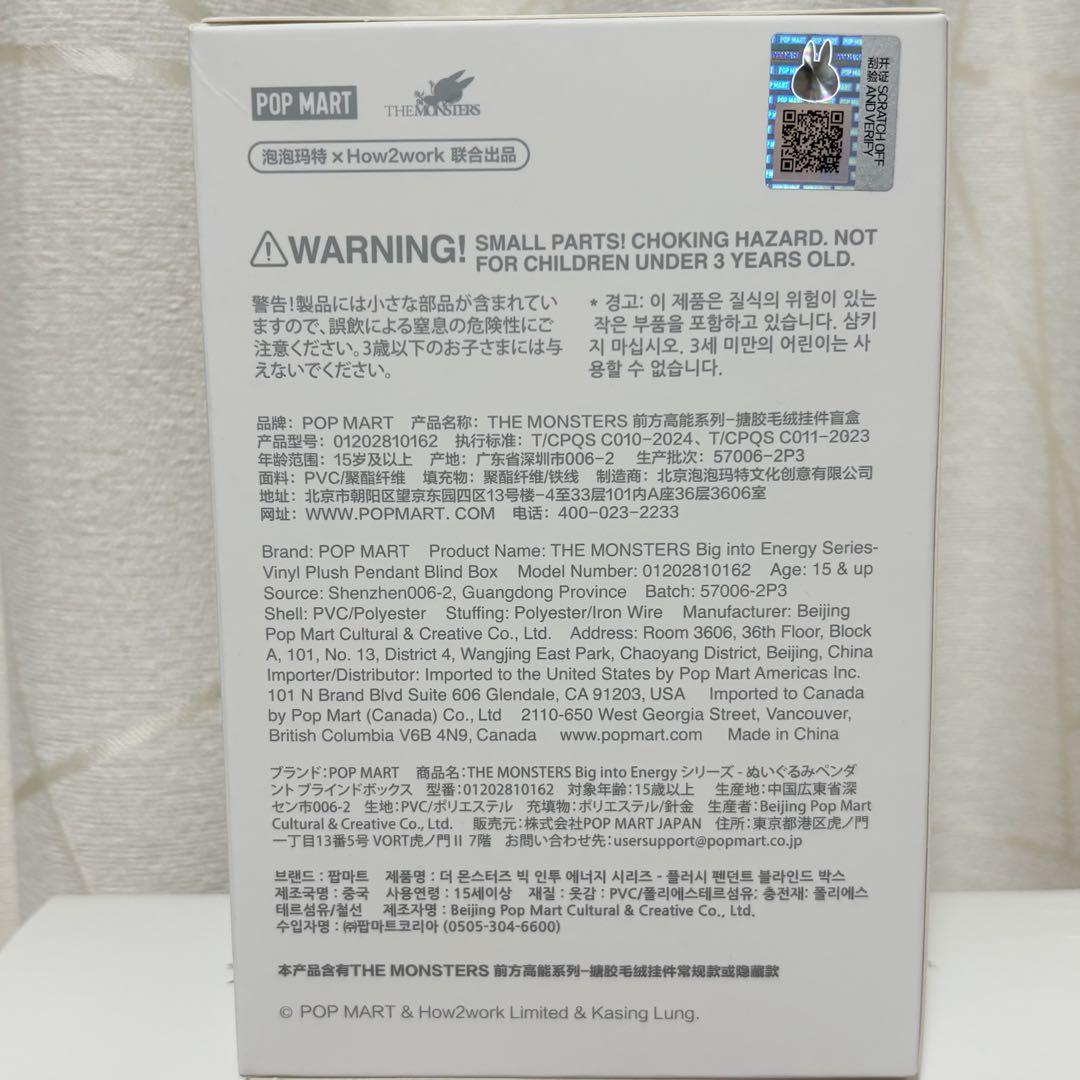 POP MART
THE MONSTERS
泡泡玛特 × How2work 联合出品
开证 SCRATCH OFF
刮验 AND VERIFY
WARNING! SMALL PARTS! CHOKING HAZARD. NOT
FOR CHILDREN UNDER 3 YEARS OLD.
警告!製品には小さな部品が含まれてい
ますので、誤飲による窒息の危険性にご
注意ください。3歳以下のお子さまには与
えないでください。
* 경고: 이 제품은 질식의 위험이 있는
작은 부품을 포함하고 있습니다. 삼키
지 마십시오. 3세 미만의 어린이는 사
용할 수 없습니다.
品牌: POP MART 产品名称: THE MONSTERS 前方高能系列-搪胶毛绒挂件盲盒
产品型号: 01202810162 执行标准: T/CPQS C010-2024、T/CPQS C011-2023
年龄范围: 15岁及以上 产地: 广东省深圳市006-2 生产批次: 57006-2P3
面料: PVC/聚酯纤维 填充物: 聚酯纤维/铁线 制造商: 北京泡泡玛特文化创意有限公司
地址: 北京市朝阳区望京东园四区13号楼-4至33层101内A座36层3606室
网址: WWW.POPMART. COM 电话: 400-023-2233
Brand: POP MART Product Name: THE MONSTERS Big into Energy Series-
Vinyl Plush Pendant Blind Box Model Number: 01202810162 Age: 15 & up
Source: Shenzhen006-2, Guangdong Province Batch: 57006-2P3
Shell: PVC/Polyester Stuffing: Polyester/Iron Wire Manufacturer: Beijing
Pop Mart Cultural & Creative Co., Ltd. Address: Room 3606, 36th Floor, Block
A, 101, No. 13, District 4, Wangjing East Park, Chaoyang District, Beijing, China
Importer/Distributor: Imported to the United States by Pop Mart Americas Inc.
101 N Brand Blvd Suite 606 Glendale, CA 91203, USA Imported to Canada
by Pop Mart (Canada) Co., Ltd 2110-650 West Georgia Street, Vancouver,
British Columbia V6B 4N9, Canada www.popmart.com Made in China
ブランド:POP MART 商品名:THE MONSTERS Big into Energy シリーズ - ぬいぐるみペンダ
ント ブラインドボックス 型番:01202810162 対象年齢:15歳以上 生産地:中国広東省深
セン市006-2 生地:PVC/ポリエステル 充填物:ポリエステル/針金 生産者:Beijing Pop Mart
Cultural & Creative Co., Ltd. 販売元:株式会社POP MART JAPAN 住所:東京都港区虎ノ門
一丁目13番5号 VORT虎ノ門Ⅱ 7階 お問い合わせ先:usersupport@popmart.co.jp
브랜드 : 팝마트 제품명 : 더 몬스터즈 빅 인투 에너지 시리즈 - 플러시 펜던트 블라인드 박스
제조국명 : 중국 사용연령 : 15세이상 재질 : 옷감 : PVC/폴리에스테르섬유: 충전재: 폴리에스
테르섬유/철선 제조자명 : Beijing Pop Mart Cultural & Creative Co., Ltd.
수입자명 : ㈜팝마트코리아 (0505-304-6600)
本产品含有THE MONSTERS 前方高能系列-搪胶毛绒挂件常规款或隐藏款
© POP MART & How2work Limited & Kasing Lung.